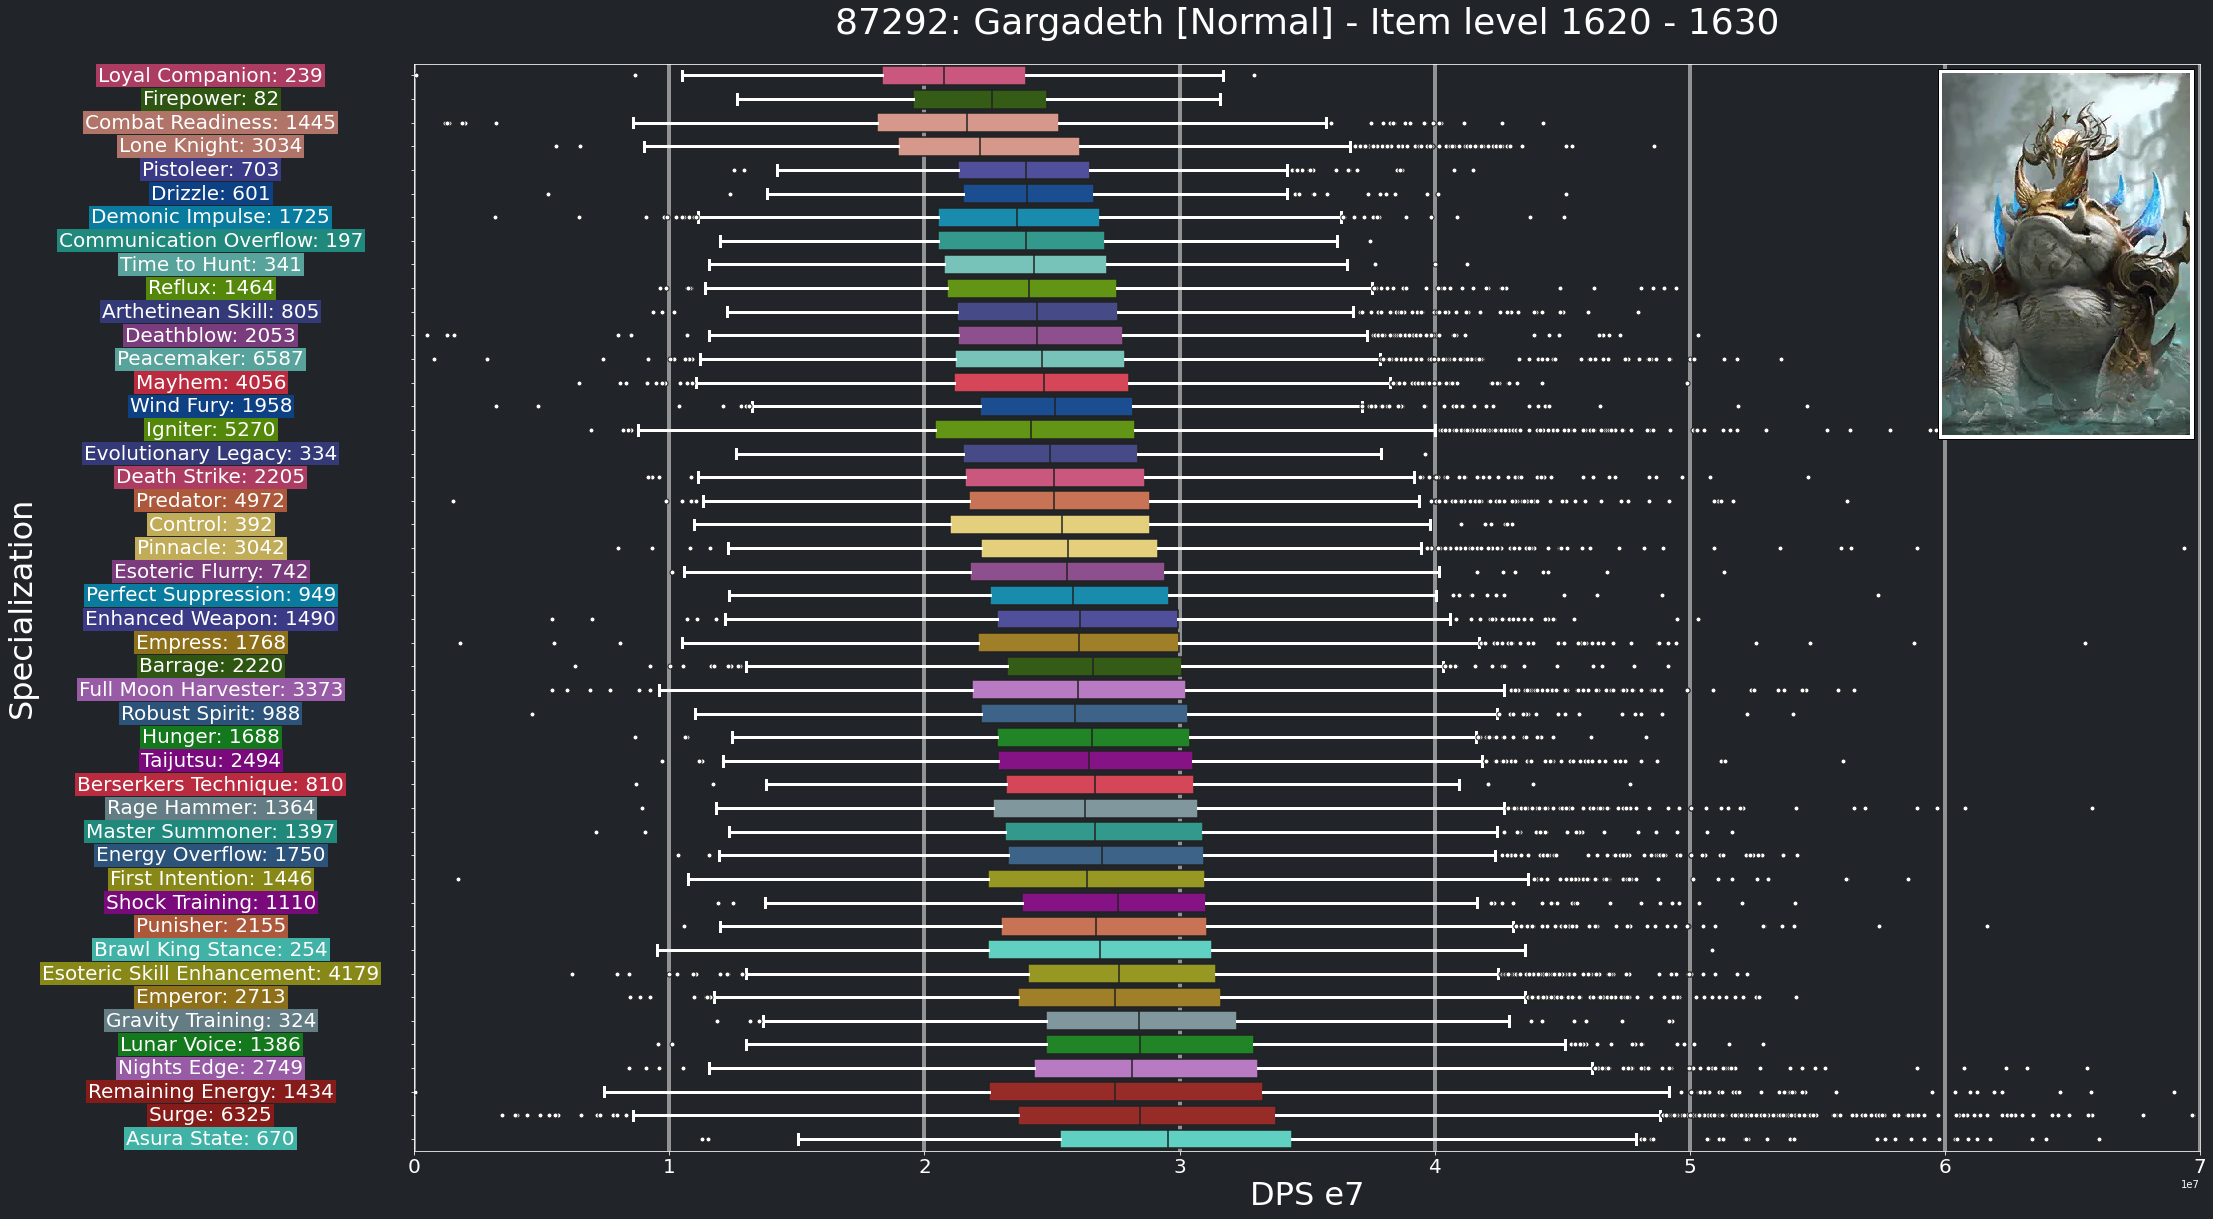 87292: Gargadeth [Normal] - Item level 1620 - 1630
Loyal Companion: 239
Firepower: 82
Combat Readiness: 1445
Lone Knight: 3034
Pistoleer: 703
Drizzle: 601
Demonic Impulse: 1725
Communication Overflow: 197
Time to Hunt: 341
Reflux: 1464
Arthetinean Skill: 805
Deathblow: 2053
Peacemaker: 6587
Mayhem: 4056
Wind Fury: 1958
Igniter: 5270
Evolutionary Legacy: 334
Death Strike: 2205
Predator: 4972
Control: 392
Pinnacle: 3042
Esoteric Flurry: 742
Perfect Suppression: 949
Enhanced Weapon: 1490
Empress: 1768
Barrage: 2220
Full Moon Harvester: 3373
Robust Spirit: 988
Hunger: 1688
Taijutsu: 2494
Berserkers Technique: 810
Rage Hammer: 1364
Master Summoner: 1397
Energy Overflow: 1750
First Intention: 1446
Shock Training: 1110
Punisher: 2155
Brawl King Stance: 254
Esoteric Skill Enhancement: 4179
Emperor: 2713
Gravity Training: 324
Lunar Voice: 1386
Nights Edge: 2749
Remaining Energy: 1434
Surge: 6325
Asura State: 670
Specialization
0 1 2 3 4 5 6 7
1e7
DPS e7